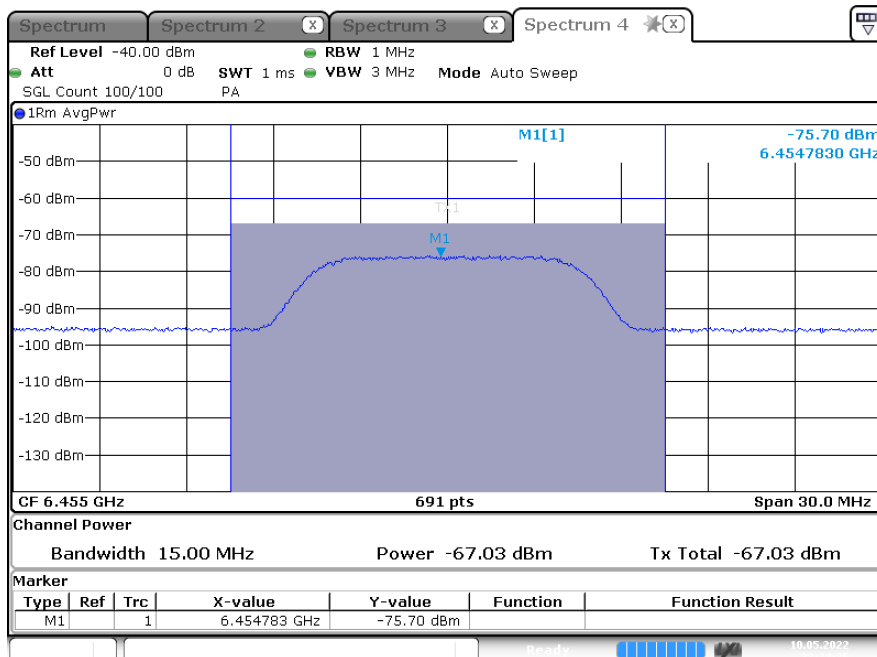 Spectrum Spectrum 2 X Spectrum 3 X Spectrum 4 X
Ref Level -40.00 dBm RBW 1 MHz
Att 0 dB SWT 1 ms VBW 3 MHz Mode Auto Sweep
SGL Count 100/100 PA
1Rm AvgPwr
M1[1] -75.70 dBm
6.4547830 GHz
-50 dBm
-60 dBm
TX1
-70 dBm
M1
-80 dBm
-90 dBm
-100 dBm
-110 dBm
-120 dBm
-130 dBm
CF 6.455 GHz 691 pts Span 30.0 MHz
Channel Power
Bandwidth 15.00 MHz Power -67.03 dBm Tx Total -67.03 dBm
Marker
Type Ref Trc X-value Y-value Function Function Result
M1 1 6.454783 GHz -75.70 dBm
Ready 10.05.2022